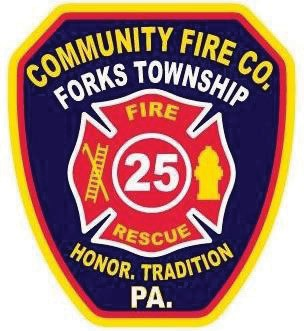 COMMUNITY FIRE CO.
FORKS TOWNSHIP
FIRE
25
RESCUE
HONOR. TRADITION
PA.